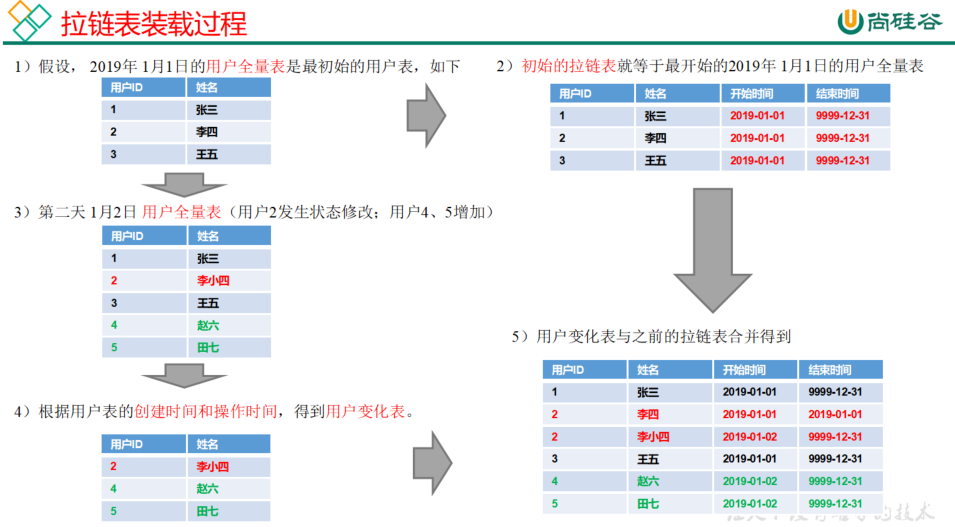 拉链表装载过程
尚硅谷
1）假设， 2019年 1月1日的用户全量表是最初始的用户表，如下
用户ID 姓名
1 张三
2 李四
3 王五
2）初始的拉链表就等于最开始的2019年 1月1日的用户全量表
用户ID 姓名 开始时间 结束时间
1 张三 2019-01-01 9999-12-31
2 李四 2019-01-01 9999-12-31
3 王五 2019-01-01 9999-12-31
3）第二天 1月2日 用户全量表（用户2发生状态修改；用户4、5增加）
用户ID 姓名
1 张三
2 李小四
3 王五
4 赵六
5 田七
4）根据用户表的创建时间和操作时间，得到用户变化表。
用户ID 姓名
2 李小四
4 赵六
5 田七
5）用户变化表与之前的拉链表合并得到
用户ID 姓名 开始时间 结束时间
1 张三 2019-01-01 9999-12-31
2 李四 2019-01-01 2019-01-01
2 李小四 2019-01-02 9999-12-31
3 王五 2019-01-01 9999-12-31
4 赵六 2019-01-02 9999-12-31
5 田七 2019-01-02 9999-12-31
的技术